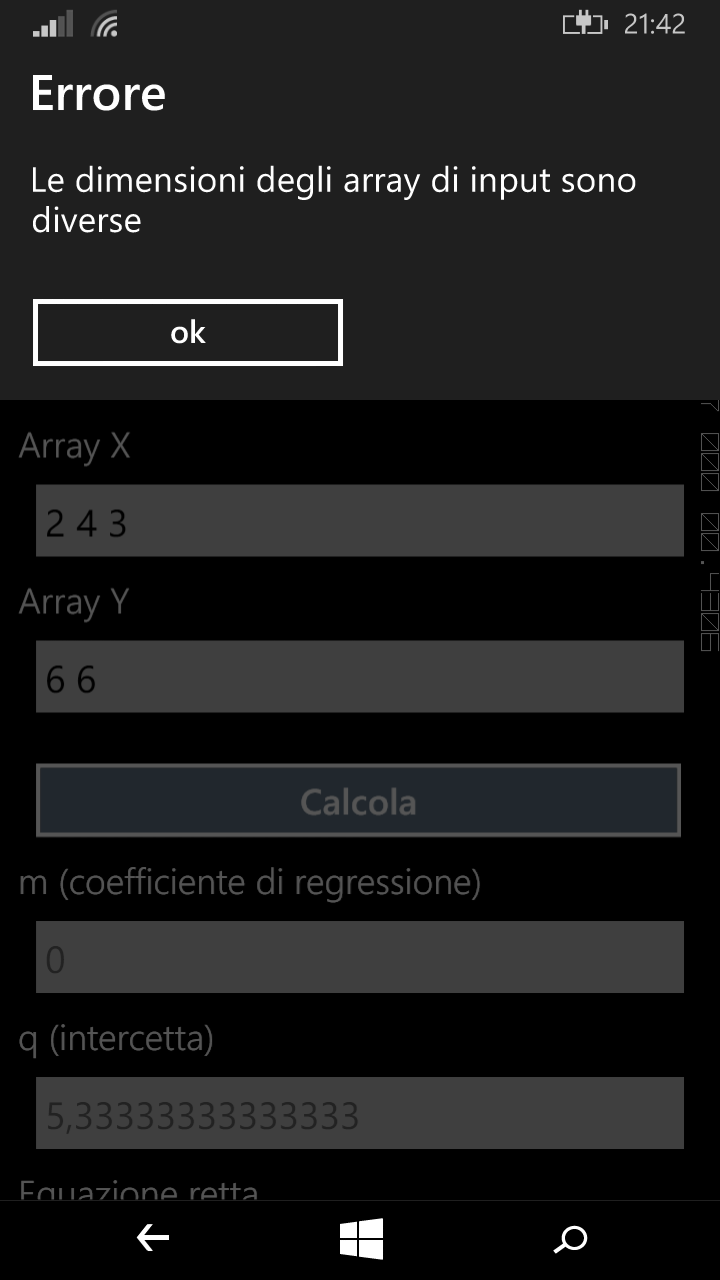 21:42
Errore
Le dimensioni degli array di input sono
diverse
ok
Array X
2 4 3
Array Y
6 6
Calcola
m (coefficiente di regressione)
0
q (intercetta)
5,33333333333333
Equazione retta